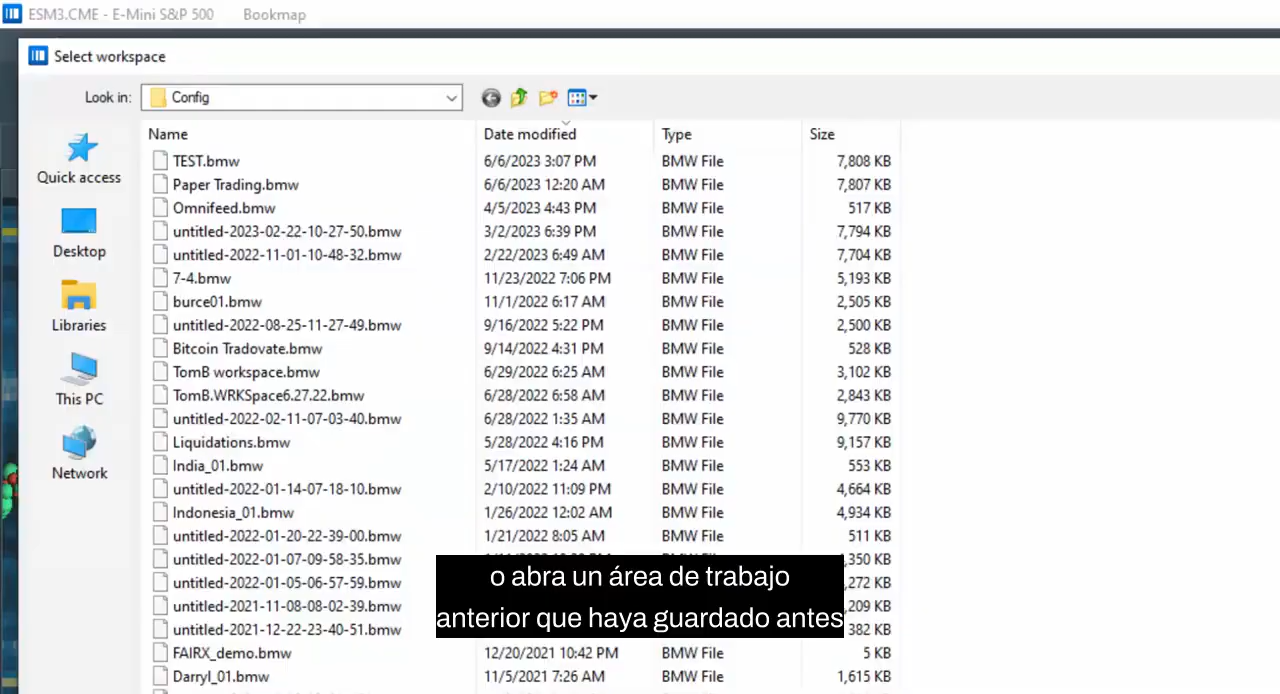 ESM3.CME - E-Mini S&P 500 Bookmap
Select workspace
Look in: Config
Name Date modified Type Size
TEST.bmw 6/6/2023 3:07 PM BMW File 7,808 KB
Paper Trading.bmw 6/6/2023 12:20 AM BMW File 7,807 KB
Omnifeed.bmw 4/5/2023 4:43 PM BMW File 517 KB
untitled-2023-02-22-10-27-50.bmw 3/2/2023 6:39 PM BMW File 7,794 KB
untitled-2022-11-01-10-48-32.bmw 2/22/2023 6:49 AM BMW File 7,704 KB
7-4.bmw 11/23/2022 7:06 PM BMW File 5,193 KB
burce01.bmw 11/1/2022 6:17 AM BMW File 2,505 KB
untitled-2022-08-25-11-27-49.bmw 9/16/2022 5:22 PM BMW File 2,500 KB
Bitcoin Tradovate.bmw 9/14/2022 4:31 PM BMW File 528 KB
TomB workspace.bmw 6/29/2022 6:25 AM BMW File 3,102 KB
TomB.WRKSpace6.27.22.bmw 6/28/2022 6:58 AM BMW File 2,843 KB
untitled-2022-02-11-07-03-40.bmw 6/28/2022 1:35 AM BMW File 9,770 KB
Liquidations.bmw 5/28/2022 4:16 PM BMW File 9,157 KB
India_01.bmw 5/17/2022 1:24 AM BMW File 553 KB
untitled-2022-01-14-07-18-10.bmw 2/10/2022 11:09 PM BMW File 4,664 KB
Indonesia_01.bmw 1/26/2022 12:02 AM BMW File 4,934 KB
untitled-2022-01-20-22-39-00.bmw 1/21/2022 8:05 AM BMW File 511 KB
untitled-2022-01-07-09-58-35.bmw ,350 KB
untitled-2022-01-05-06-57-59.bmw ,272 KB
untitled-2021-11-08-08-02-39.bmw ,209 KB
untitled-2021-12-22-23-40-51.bmw 382 KB
FAIRX_demo.bmw 12/20/2021 10:42 PM BMW File 5 KB
Darryl_01.bmw 11/5/2021 7:26 AM BMW File 1,615 KB
Quick access
Desktop
Libraries
This PC
Network
o abra un área de trabajo
anterior que haya guardado antes